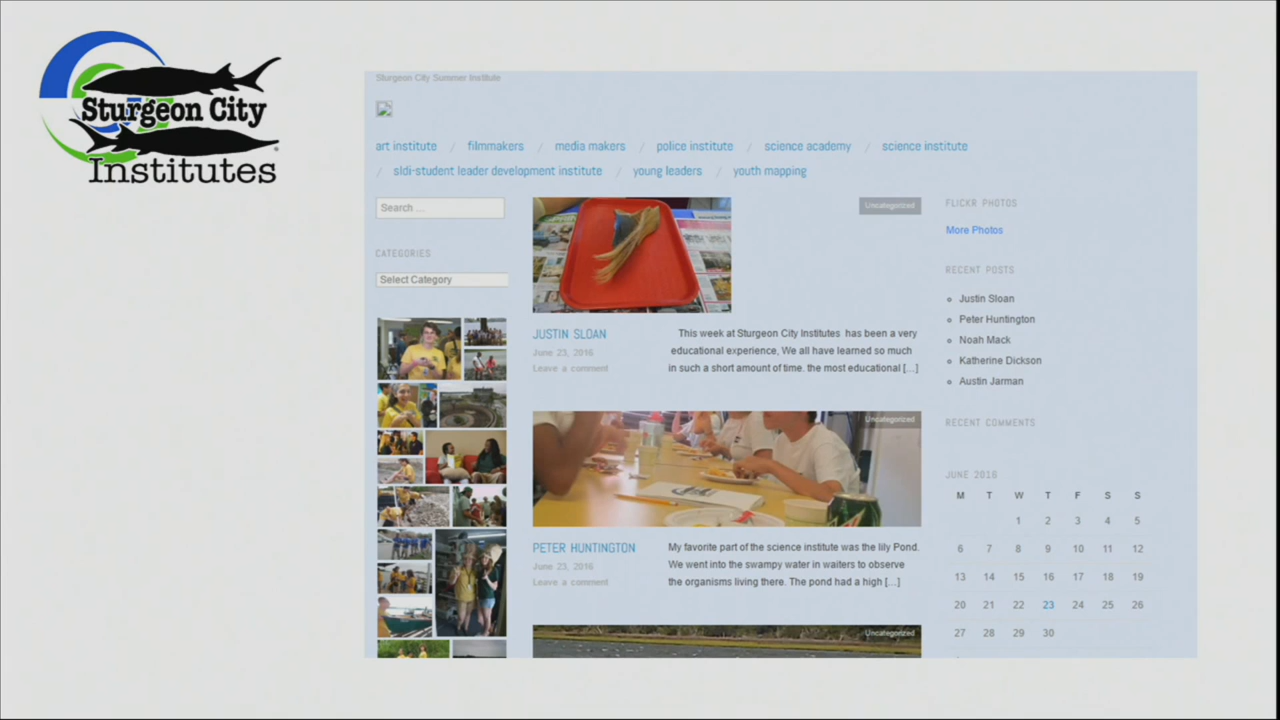 Sturgeon City
Institutes
Sturgeon City Summer Institute
art institute / filmmakers / media makers / police institute / science academy / science institute
/ sldi-student leader development institute / young leaders / youth mapping
Search ...
CATEGORIES
Select Category
Uncategorized
JUSTIN SLOAN
June 23, 2016
Leave a comment
This week at Sturgeon City Institutes has been a very
educational experience, We all have learned so much
in such a short amount of time. the most educational [...]
Uncategorized
PETER HUNTINGTON
June 23, 2016
Leave a comment
My favorite part of the science institute was the lily Pond.
We went into the swampy water in waiters to observe
the organisms living there. The pond had a high [...]
Uncategorized
FLICKR PHOTOS
More Photos
RECENT POSTS
Justin Sloan
Peter Huntington
Noah Mack
Katherine Dickson
Austin Jarman
RECENT COMMENTS
JUNE 2016
M T W T F S S
1 2 3 4 5
6 7 8 9 10 11 12
13 14 15 16 17 18 19
20 21 22 23 24 25 26
27 28 29 30